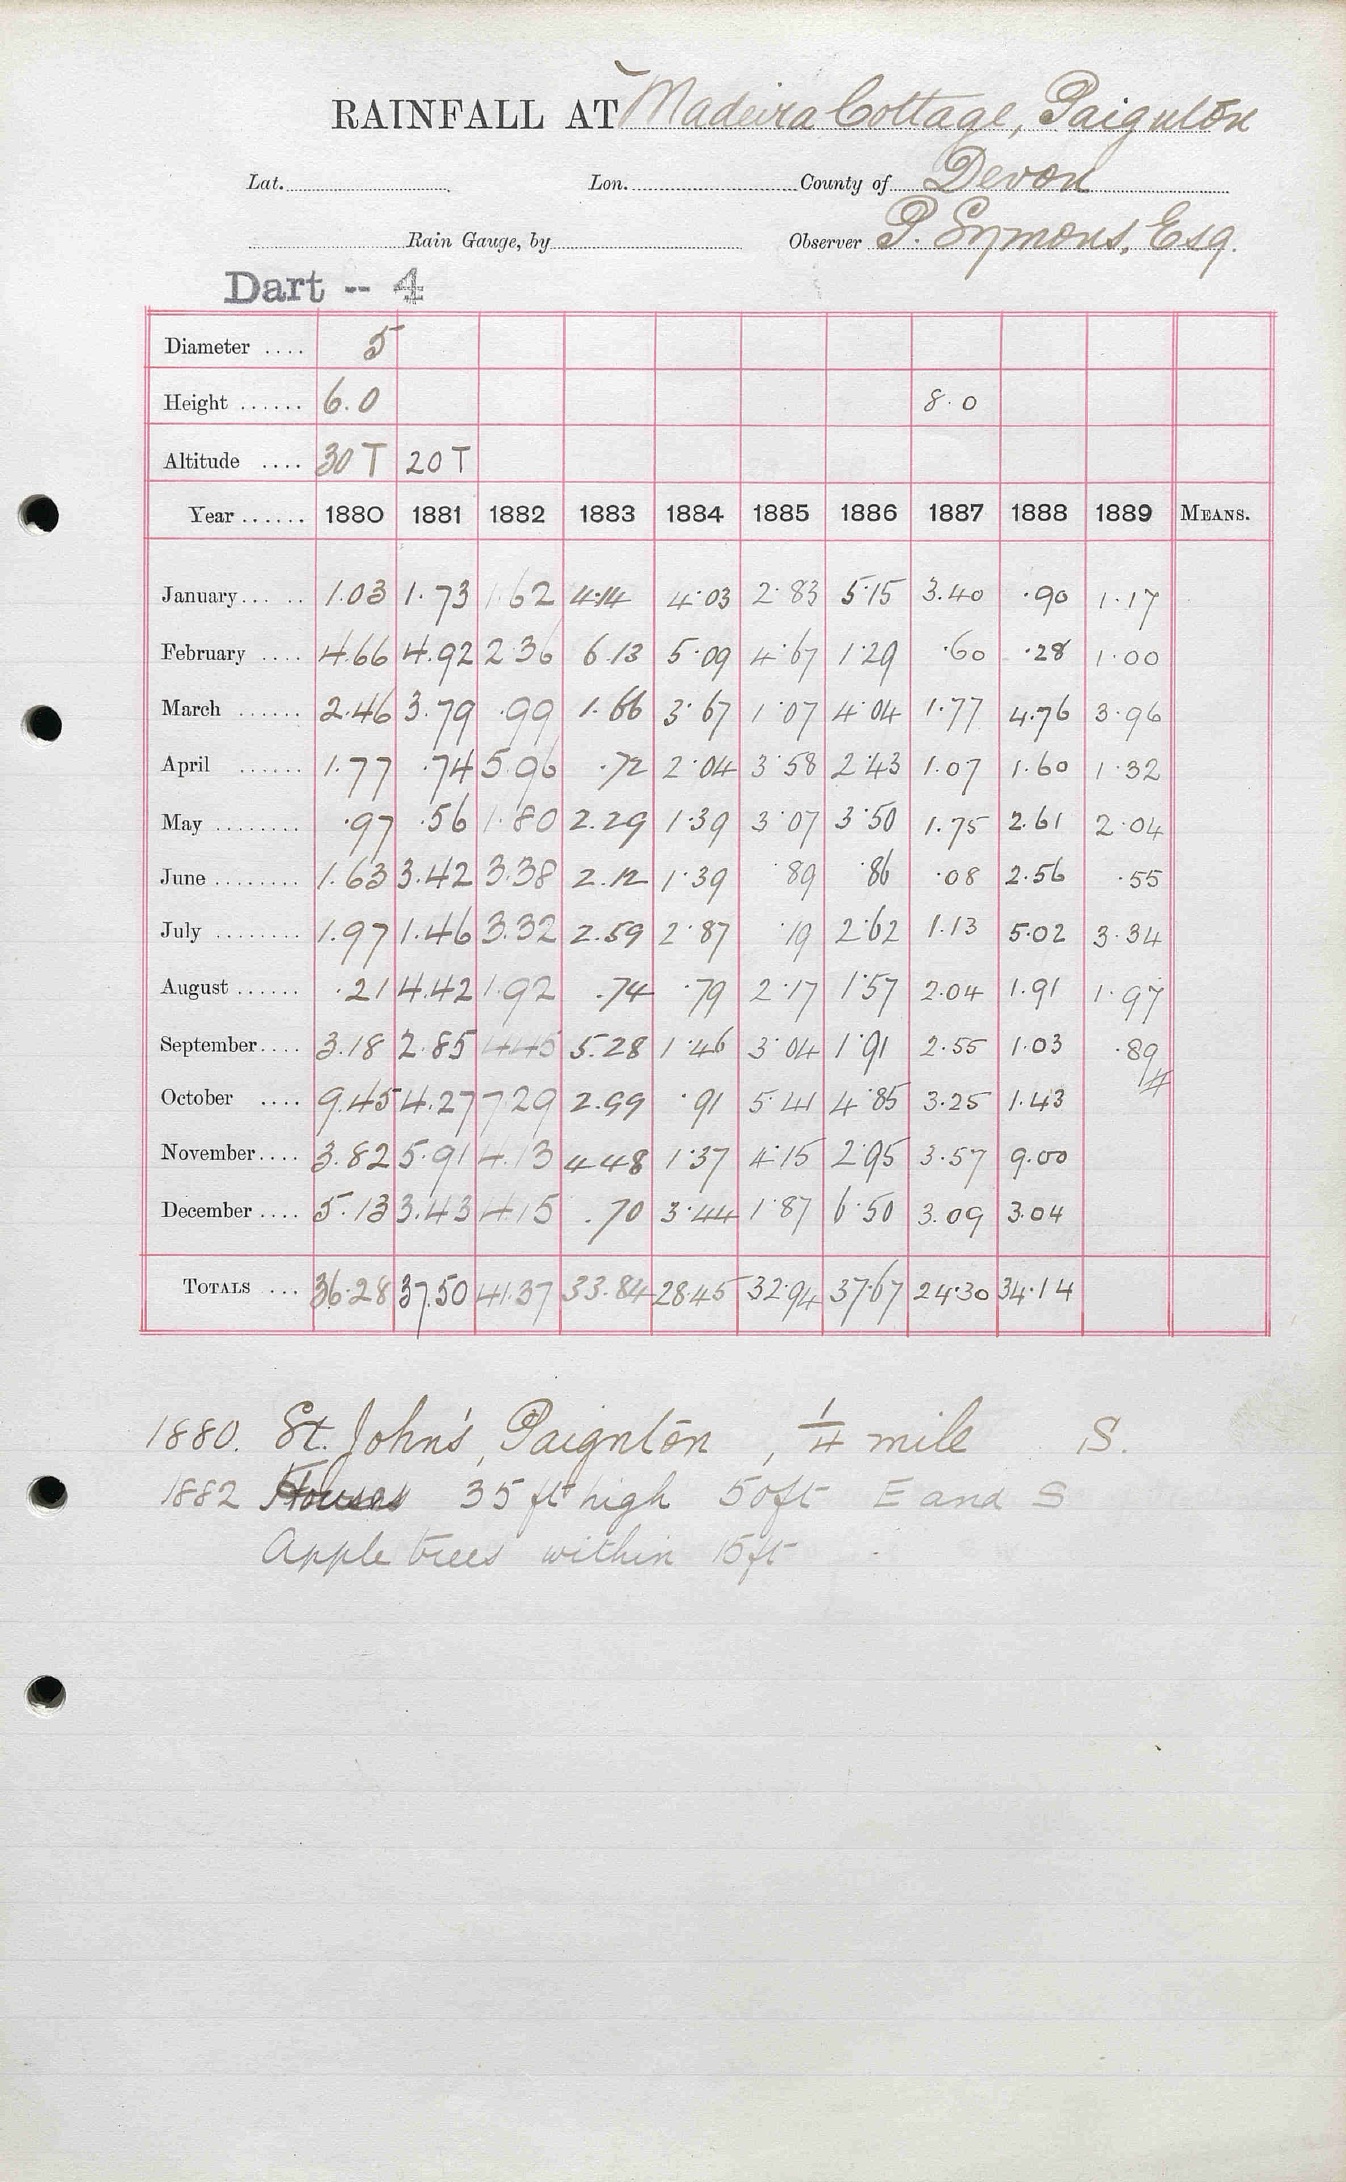 RAINFALL AT Madeira Cottage, Paignton
Lat. Lon. County of Devon
Rain Gauge, by Observer P. Symons, Esq.
Dart -- 4
Diameter .... 5
Height ...... 6.0 8.0
Altitude .... 30 T 20 T
Year ...... 1880 1881 1882 1883 1884 1885 1886 1887 1888 1889 MEANS.
January... .. 1.03 1.73 1.62 4.14 4.03 2.83 5.15 3.40 .90 1.17
February .... 4.66 4.92 2.36 6.13 5.09 4.67 1.29 .60 .28 1.00
March ...... 2.46 3.79 .99 1.66 3.67 1.07 4.04 1.77 4.76 3.96
April ...... 1.77 .74 5.96 .72 2.04 3.58 2.43 1.07 1.60 1.32
May ........ .97 .56 1.80 2.29 1.39 3.07 3.50 1.75 2.61 2.04
June ........ 1.63 3.42 3.38 2.12 1.39 .89 .86 .08 2.56 .55
July ........ 1.97 1.46 3.32 2.59 2.87 .19 2.62 1.13 5.02 3.34
August ...... .21 4.42 1.92 .74 .79 2.17 1.57 2.04 1.91 1.97
September.... 3.18 2.85 4.45 5.28 1.46 3.04 1.91 2.55 1.03 .89
October .... 9.45 4.27 7.29 2.99 .91 5.41 4.85 3.25 1.43
November.... 3.82 5.91 4.13 4.48 1.37 4.15 2.95 3.57 9.00
December .... 5.13 3.43 4.15 .70 3.44 1.87 6.50 3.09 3.04
TOTALS ... 36.28 37.50 41.37 33.84 28.45 32.94 37.67 24.30 34.14
1880. St. John's, Paignton, 1/4 mile S.
1882 Houses 35 ft high 50 ft E and S
Apple trees within 15 ft